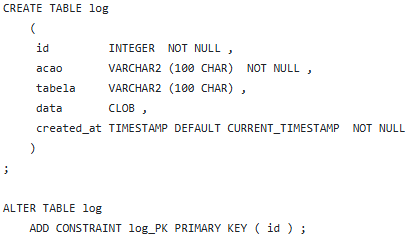 CREATE TABLE log
(
id INTEGER NOT NULL ,
acao VARCHAR2 (100 CHAR) NOT NULL ,
tabela VARCHAR2 (100 CHAR) ,
data CLOB ,
created_at TIMESTAMP DEFAULT CURRENT_TIMESTAMP NOT NULL
)
;
ALTER TABLE log
ADD CONSTRAINT log_PK PRIMARY KEY ( id ) ;